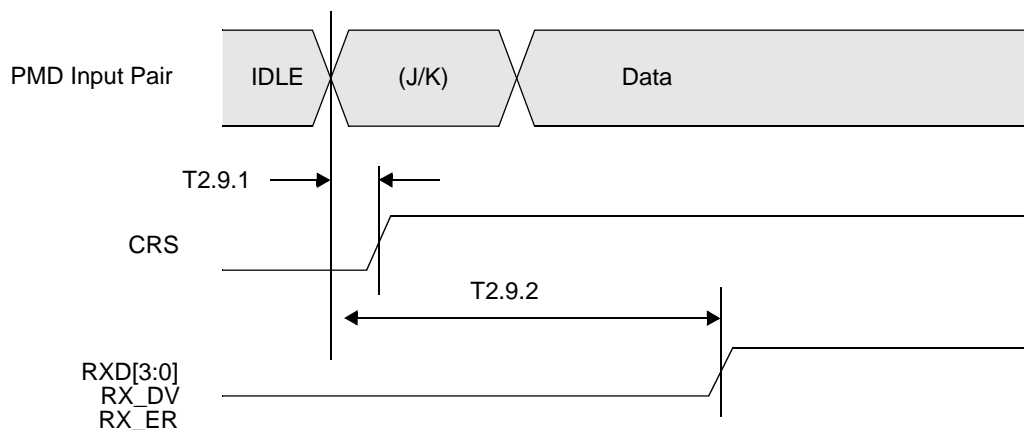 PMD Input Pair
IDLE
(J/K)
Data
T2.9.1
CRS
T2.9.2
RXD[3:0]
RX_DV
RX_ER